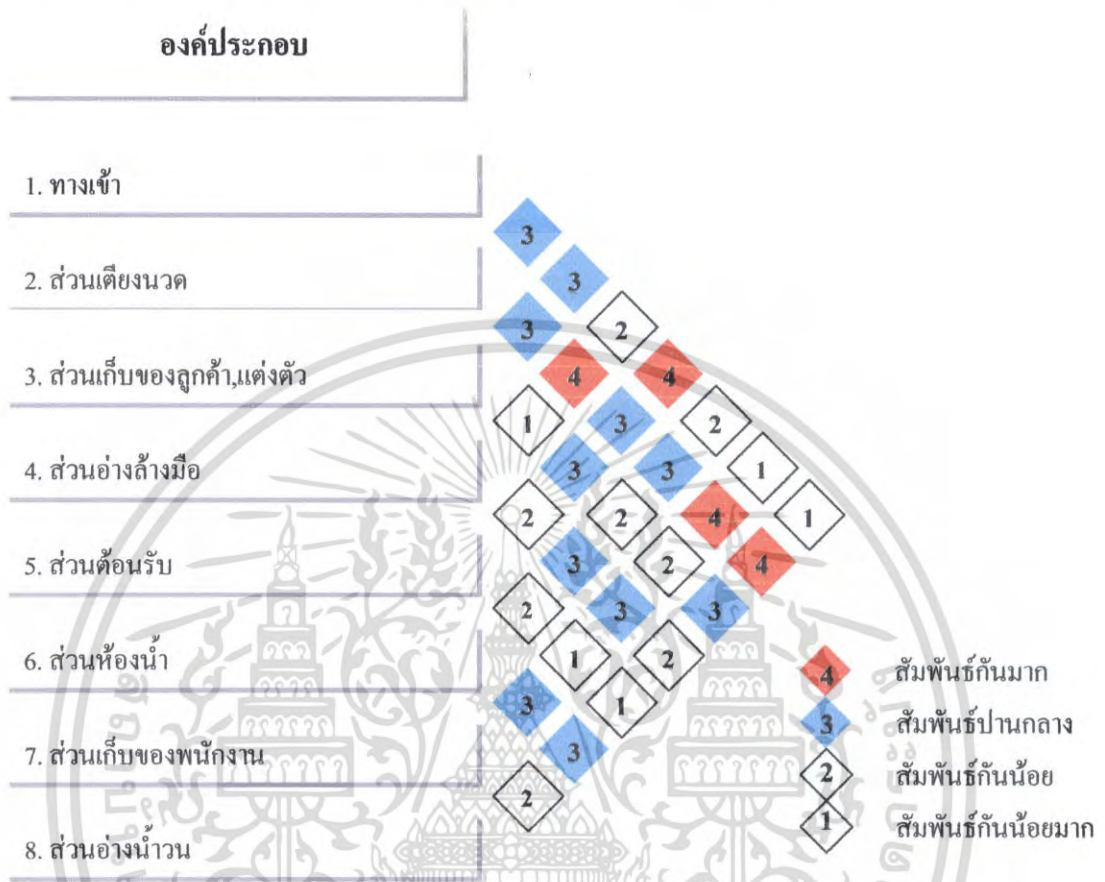 องค์ประกอบ
1. ทางเข้า
3
2. ส่วนเตียงนวด 3
3 2
3. ส่วนเก็บของลูกค้า,แต่งตัว 4 4
1 3 2
4. ส่วนอ่างล้างมือ 3 3 1
2 2 4 1
5. ส่วนต้อนรับ 3 2 4
2 3 3
6. ส่วนห้องน้ำ 1 2
3 1
7. ส่วนเก็บของพนักงาน 3
2
8. ส่วนอ่างน้ำวน
4 สัมพันธ์กันมาก
3 สัมพันธ์ปานกลาง
2 สัมพันธ์กันน้อย
1 สัมพันธ์กันน้อยมาก